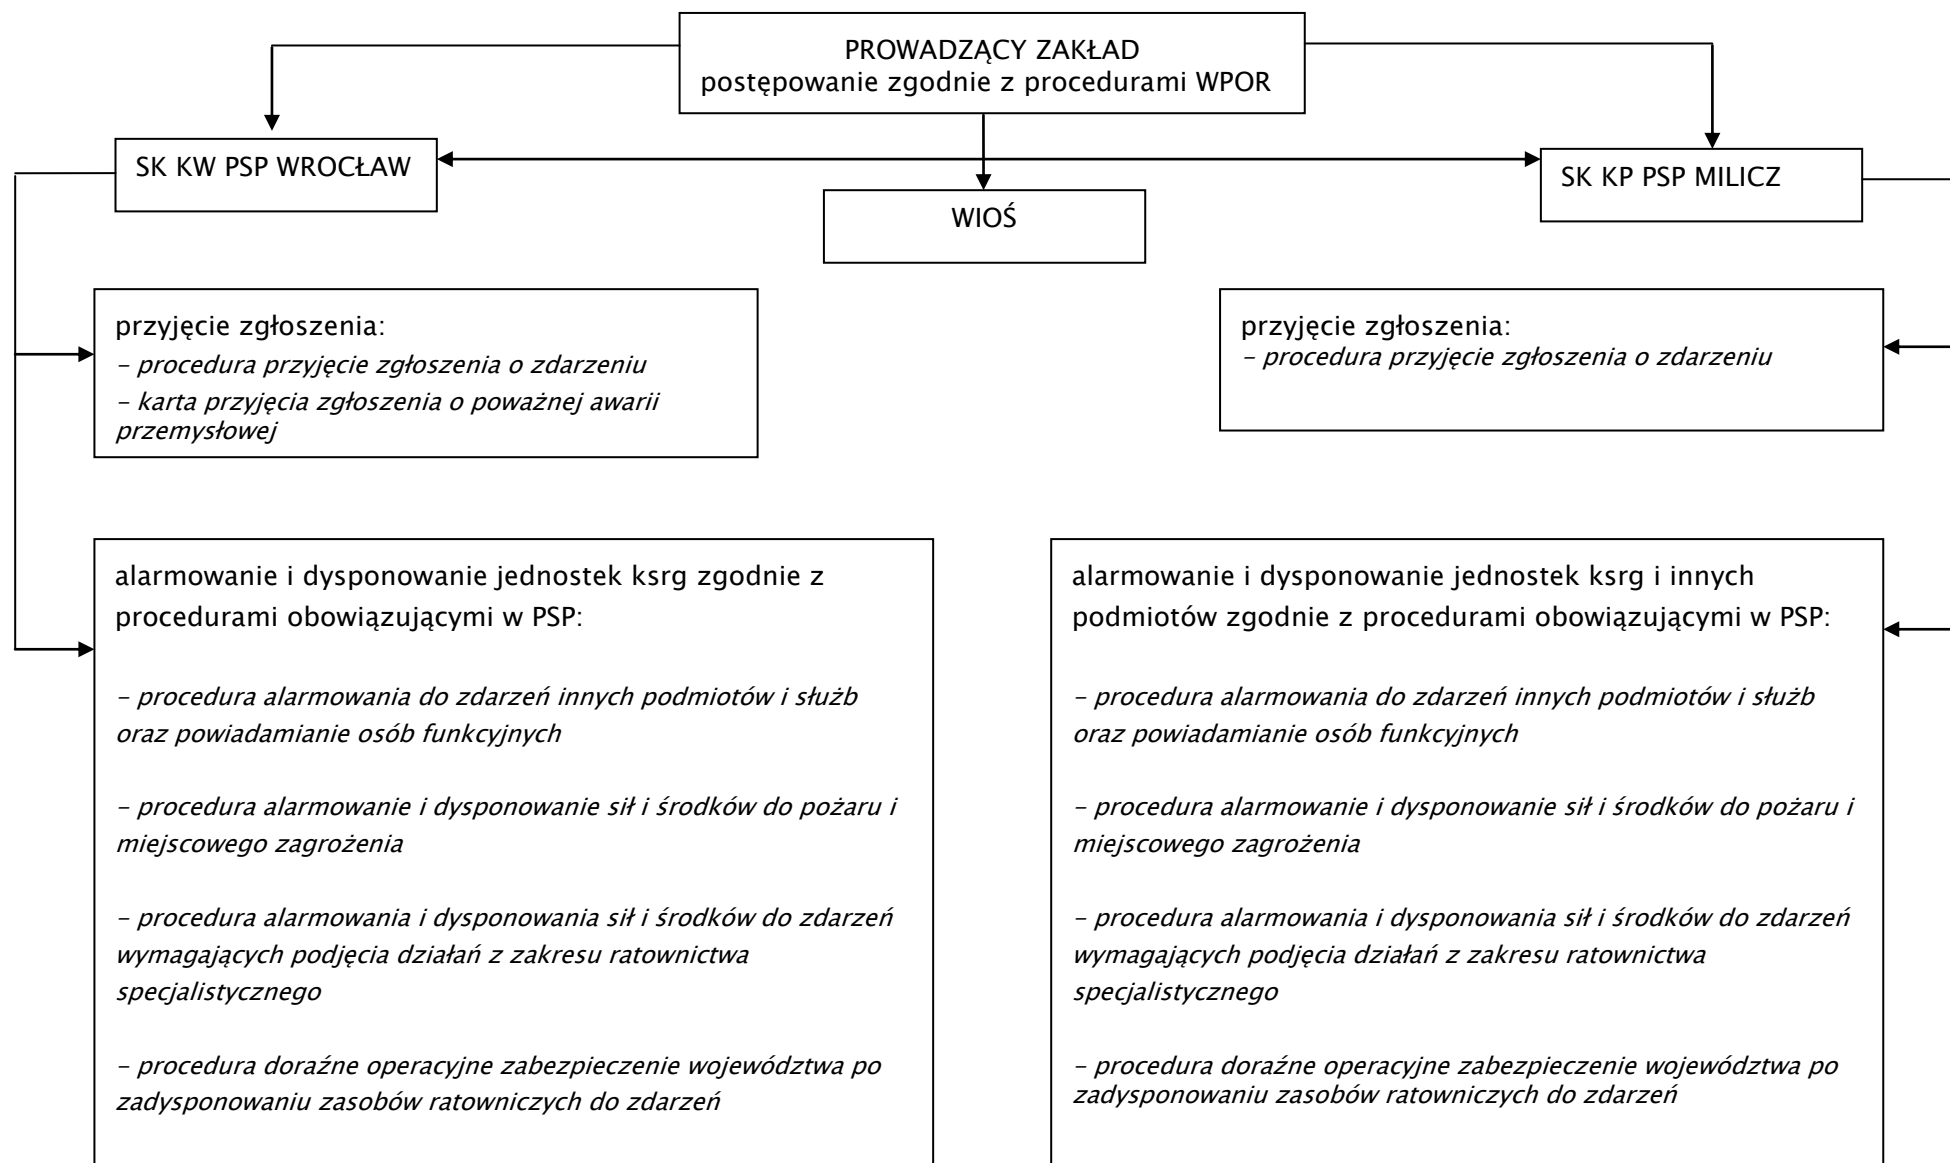 PROWADZĄCY ZAKŁAD
postępowanie zgodnie z procedurami WPOR
SK KW PSP WROCŁAW
WIOŚ
SK KP PSP MILICZ
przyjęcie zgłoszenia:
– procedura przyjęcie zgłoszenia o zdarzeniu
– karta przyjęcia zgłoszenia o poważnej awarii
przemysłowej
przyjęcie zgłoszenia:
– procedura przyjęcie zgłoszenia o zdarzeniu
alarmowanie i dysponowanie jednostek ksrg zgodnie z
procedurami obowiązującymi w PSP:
– procedura alarmowania do zdarzeń innych podmiotów i służb
oraz powiadamianie osób funkcyjnych
– procedura alarmowanie i dysponowanie sił i środków do pożaru i
miejscowego zagrożenia
– procedura alarmowania i dysponowania sił i środków do zdarzeń
wymagających podjęcia działań z zakresu ratownictwa
specjalistycznego
– procedura doraźne operacyjne zabezpieczenie województwa po
zadysponowaniu zasobów ratowniczych do zdarzeń
alarmowanie i dysponowanie jednostek ksrg i innych
podmiotów zgodnie z procedurami obowiązującymi w PSP:
– procedura alarmowania do zdarzeń innych podmiotów i służb
oraz powiadamianie osób funkcyjnych
– procedura alarmowanie i dysponowanie sił i środków do pożaru i
miejscowego zagrożenia
– procedura alarmowania i dysponowania sił i środków do zdarzeń
wymagających podjęcia działań z zakresu ratownictwa
specjalistycznego
– procedura doraźne operacyjne zabezpieczenie województwa po
zadysponowaniu zasobów ratowniczych do zdarzeń